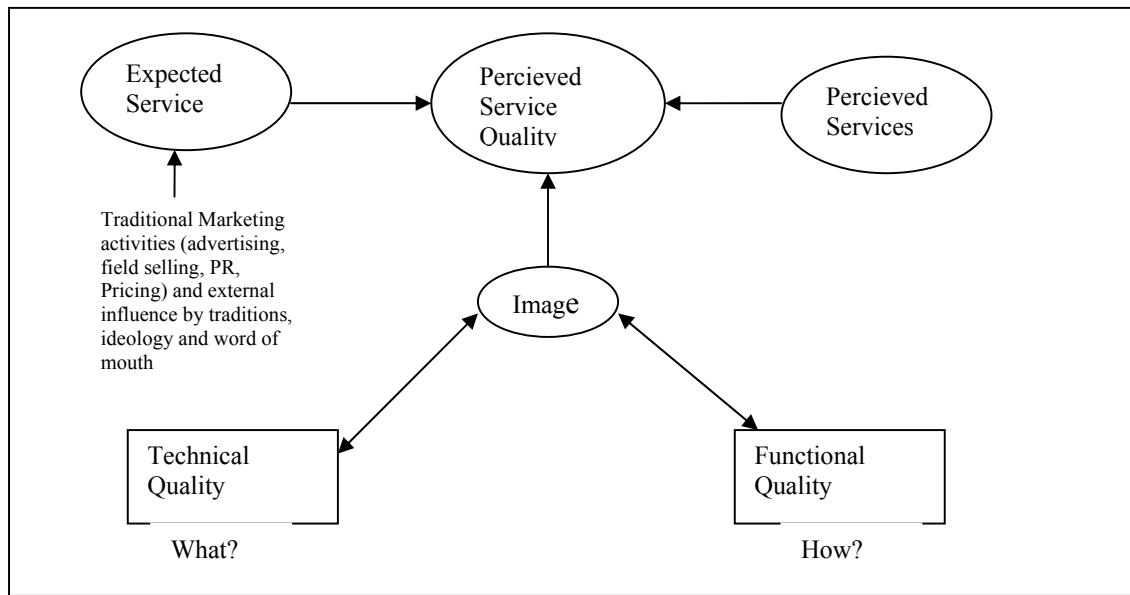 Expected
Service
Percieved
Service
Quality
Percieved
Services
Traditional Marketing
activities (advertising,
field selling, PR,
Pricing) and external
influence by traditions,
ideology and word of
mouth
Image
Technical
Quality
Functional
Quality
What?
How?